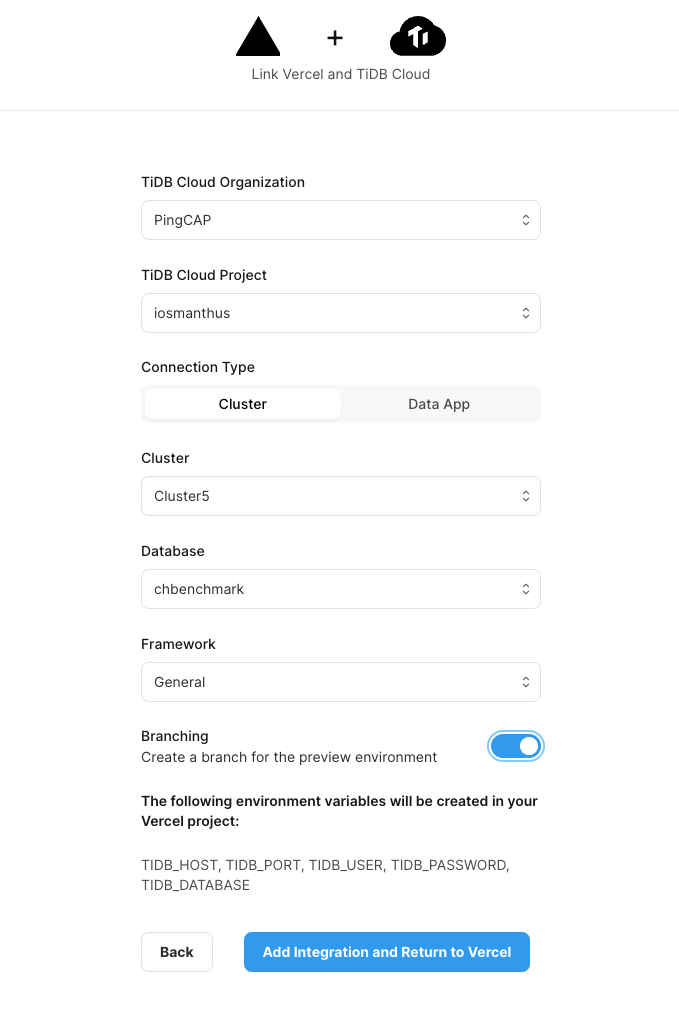 Link Vercel and TiDB Cloud
TiDB Cloud Organization
PingCAP
TiDB Cloud Project
iosmanthus
Connection Type
Cluster
Data App
Cluster
Cluster5
Database
chbenchmark
Framework
General
Branching
Create a branch for the preview environment
The following environment variables will be created in your
Vercel project:
TIDB_HOST, TIDB_PORT, TIDB_USER, TIDB_PASSWORD,
TIDB_DATABASE
Back
Add Integration and Return to Vercel